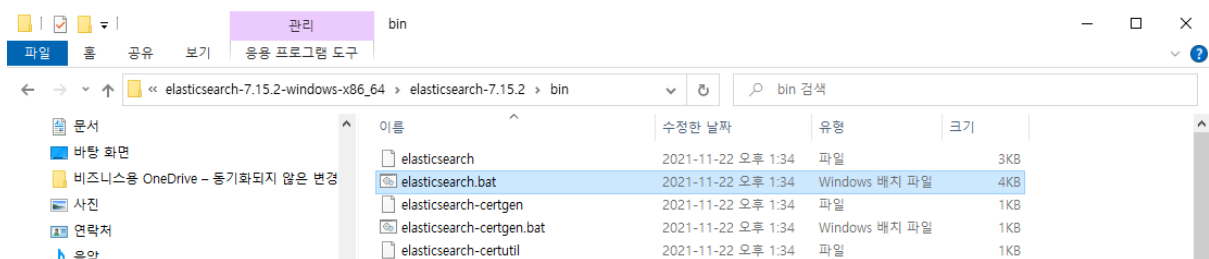 관리 bin
파일 홈 공유 보기 응용 프로그램 도구
« elasticsearch-7.15.2-windows-x86_64 › elasticsearch-7.15.2 › bin bin 검색
문서 이름 수정한 날짜 유형 크기
바탕 화면 elasticsearch 2021-11-22 오후 1:34 파일 3KB
비즈니스용 OneDrive – 동기화되지 않은 변경 elasticsearch.bat 2021-11-22 오후 1:34 Windows 배치 파일 4KB
사진 elasticsearch-certgen 2021-11-22 오후 1:34 파일 1KB
연락처 elasticsearch-certgen.bat 2021-11-22 오후 1:34 Windows 배치 파일 1KB
음악 elasticsearch-certutil 2021-11-22 오후 1:34 파일 1KB